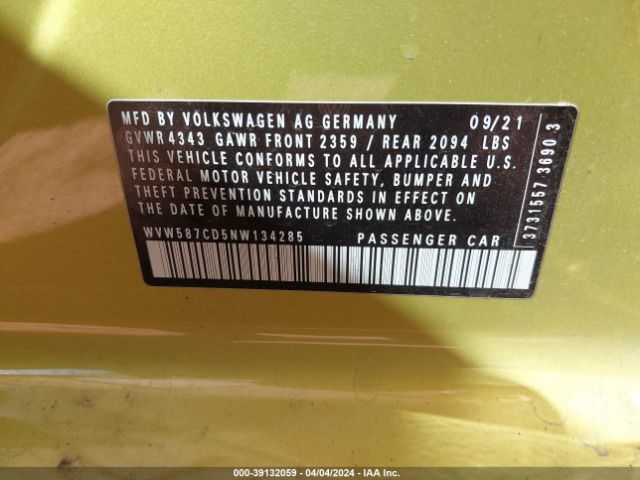 MFD BY VOLKSWAGEN AG GERMANY 09/21
GVWR 4343 GAWR FRONT 2359 / REAR 2094 LBS
THIS VEHICLE CONFORMS TO ALL APPLICABLE U.S.
FEDERAL MOTOR VEHICLE SAFETY, BUMPER AND
THEFT PREVENTION STANDARDS IN EFFECT ON
THE DATE OF MANUFACTURE SHOWN ABOVE.
WVW587CD5NW134285 PASSENGER CAR
3731557 3690 3
000-39132059 - 04/04/2024 - IAA Inc.